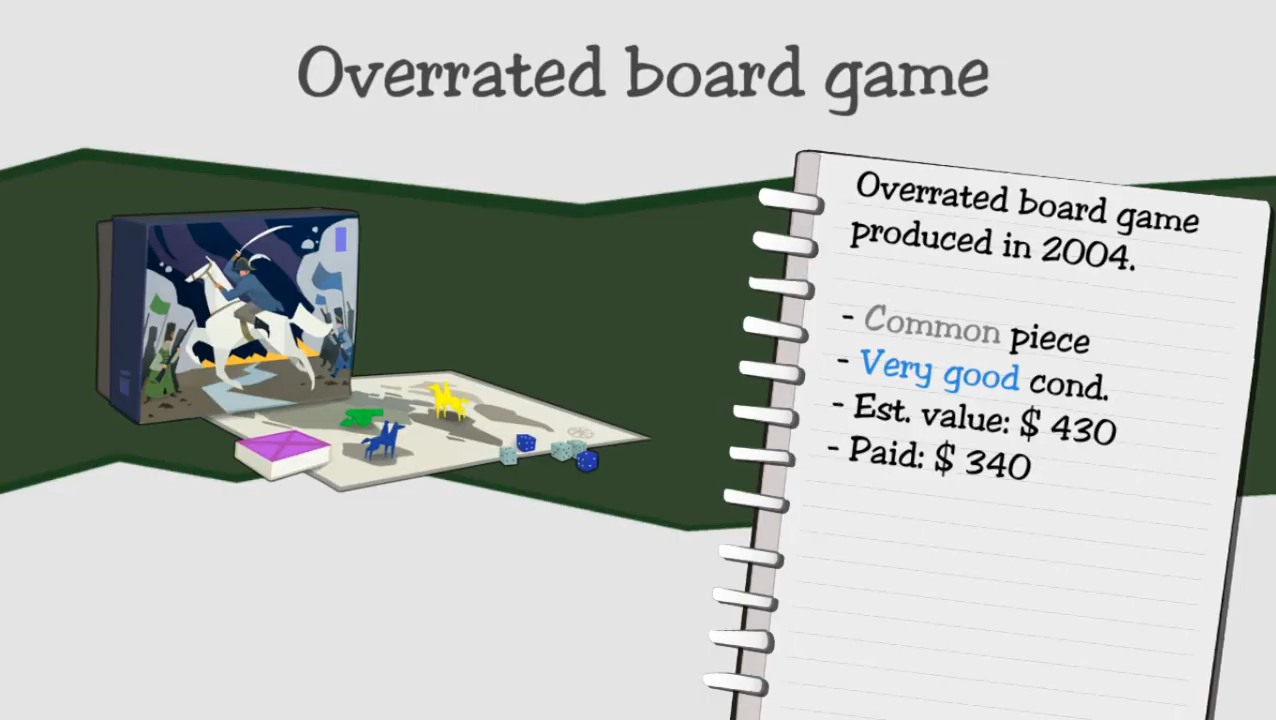 Overrated board game
Overrated board game
produced in 2004.
- Common piece
- Very good cond.
- Est. value: $ 430
- Paid: $ 340